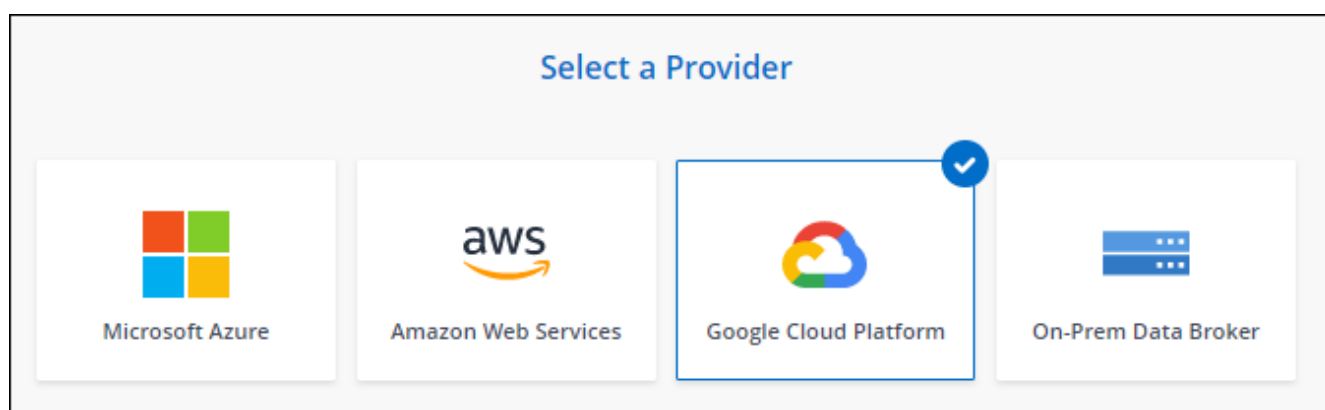 Select a Provider
aws
Microsoft Azure
Amazon Web Services
Google Cloud Platform
On-Prem Data Broker